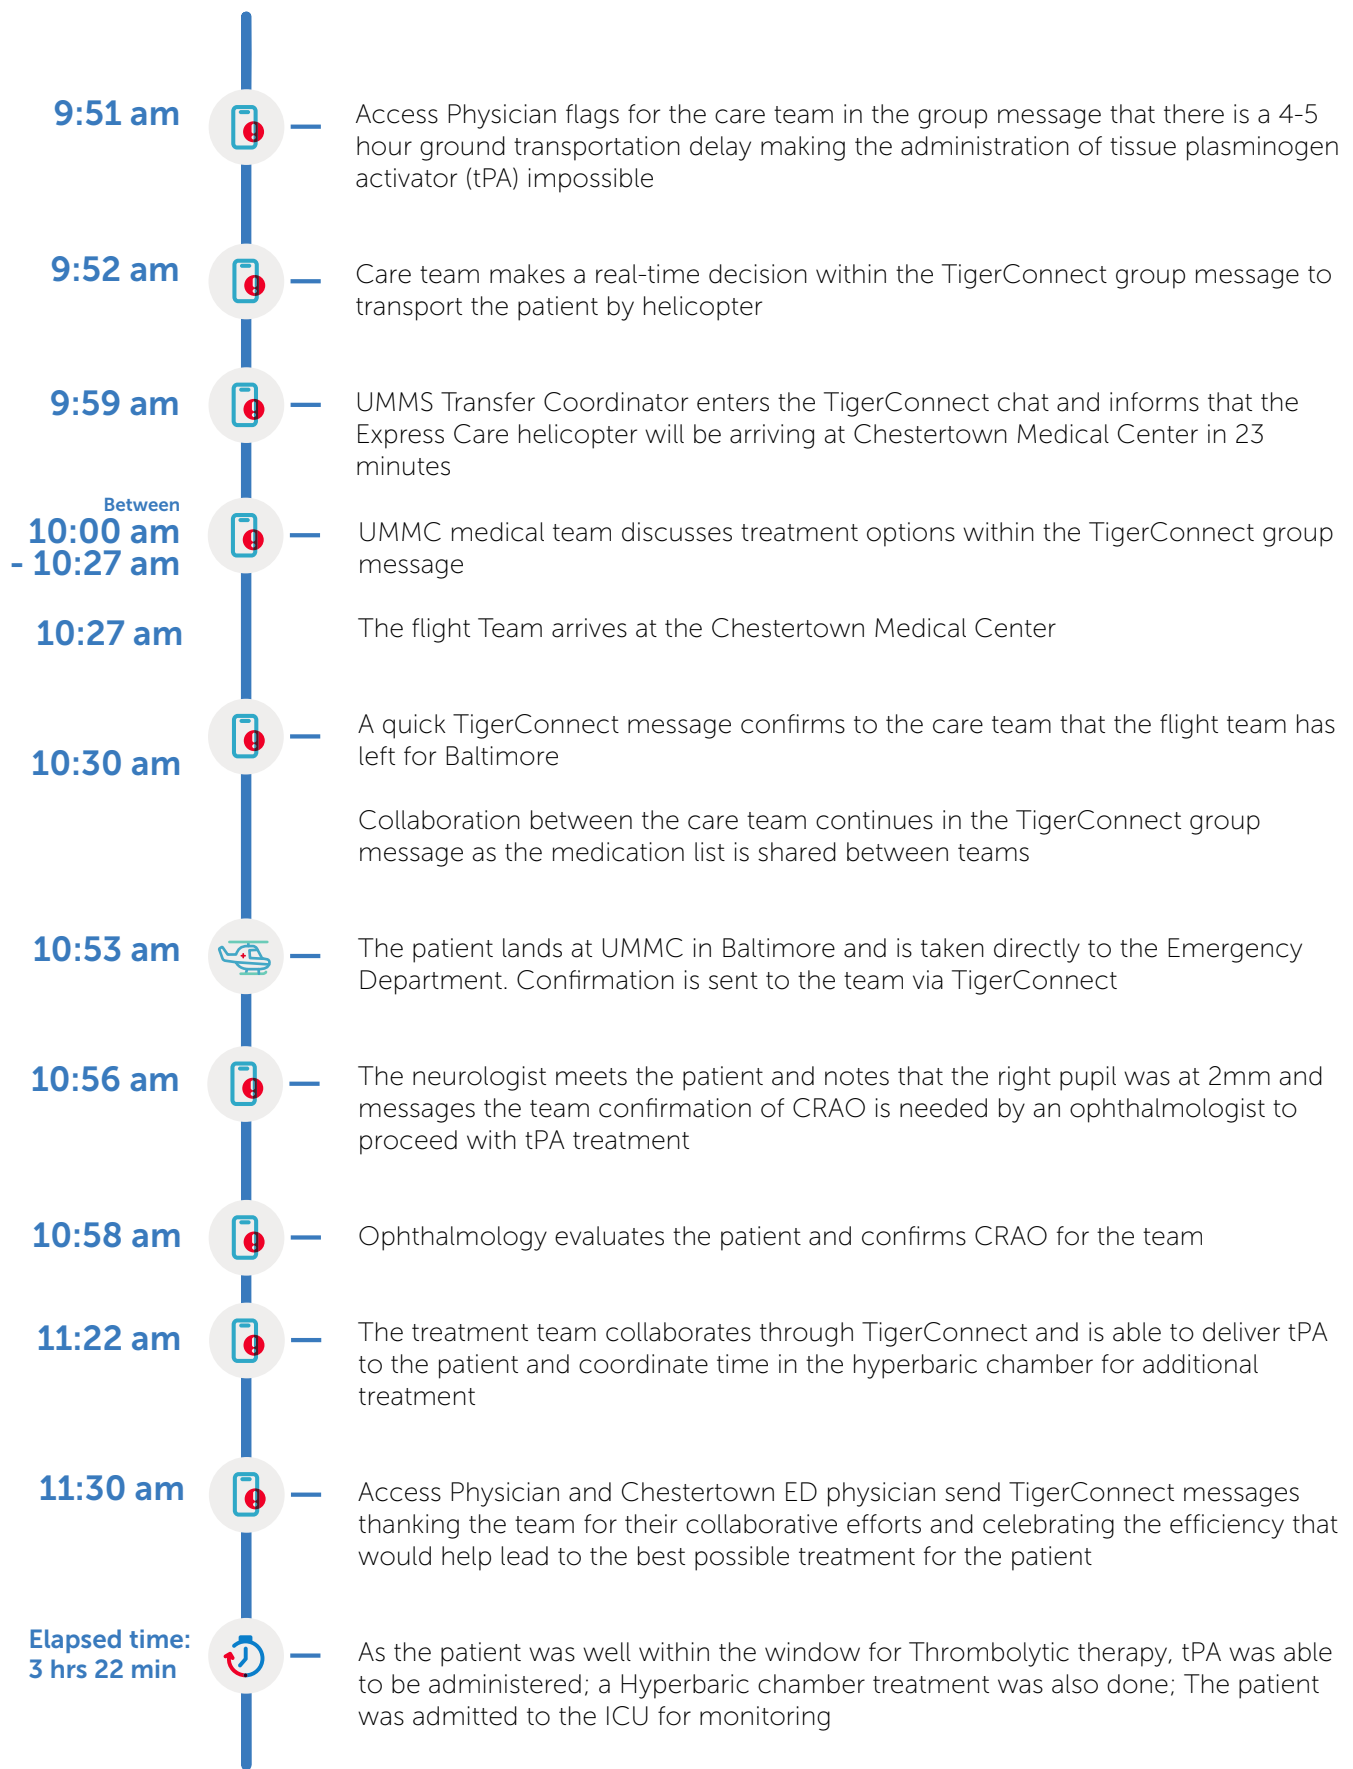 9:51 am
Access Physician flags for the care team in the group message that there is a 4-5
hour ground transportation delay making the administration of tissue plasminogen
activator (tPA) impossible
9:52 am
Care team makes a real-time decision within the TigerConnect group message to
transport the patient by helicopter
9:59 am
UMMS Transfer Coordinator enters the TigerConnect chat and informs that the
Express Care helicopter will be arriving at Chestertown Medical Center in 23
minutes
Between
10:00 am
- 10:27 am
UMMC medical team discusses treatment options within the TigerConnect group
message
10:27 am
The flight Team arrives at the Chestertown Medical Center
10:30 am
A quick TigerConnect message confirms to the care team that the flight team has
left for Baltimore
Collaboration between the care team continues in the TigerConnect group
message as the medication list is shared between teams
10:53 am
The patient lands at UMMC in Baltimore and is taken directly to the Emergency
Department. Confirmation is sent to the team via TigerConnect
10:56 am
The neurologist meets the patient and notes that the right pupil was at 2mm and
messages the team confirmation of CRAO is needed by an ophthalmologist to
proceed with tPA treatment
10:58 am
Ophthalmology evaluates the patient and confirms CRAO for the team
11:22 am
The treatment team collaborates through TigerConnect and is able to deliver tPA
to the patient and coordinate time in the hyperbaric chamber for additional
treatment
11:30 am
Access Physician and Chestertown ED physician send TigerConnect messages
thanking the team for their collaborative efforts and celebrating the efficiency that
would help lead to the best possible treatment for the patient
Elapsed time:
3 hrs 22 min
As the patient was well within the window for Thrombolytic therapy, tPA was able
to be administered; a Hyperbaric chamber treatment was also done; The patient
was admitted to the ICU for monitoring